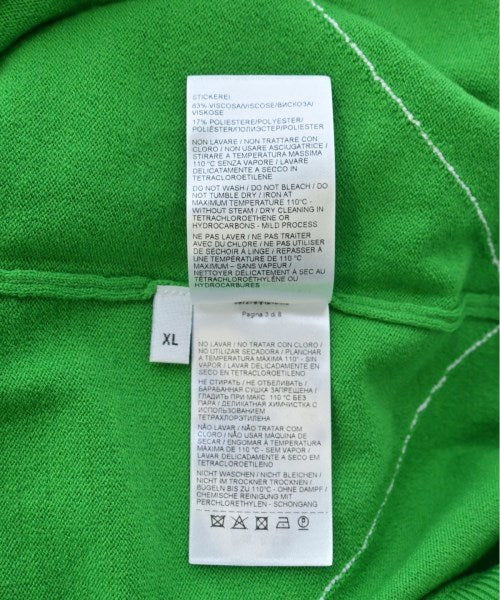 STICKEREI
83% VISCOSA/VISCOSE/ВИСКОЗА/
VISKOSE
17% POLIESTERE/POLYESTER/
POLIÉSTER/ПОЛИЭСТЕР/POLYESTER
NON LAVARE / NON TRATTARE CON
CLORO / NON USARE ASCIUGATRICE /
STIRARE A TEMPERATURA MASSIMA
110 °C SENZA VAPORE / LAVARE
DELICATAMENTE A SECCO IN
TETRACLOROETILENE
DO NOT WASH / DO NOT BLEACH / DO
NOT TUMBLE DRY / IRON AT
MAXIMUM TEMPERATURE 110°C -
WITHOUT STEAM / DRY CLEANING IN
TETRACHLOROETHENE OR
HYDROCARBONS - MILD PROCESS
NE PAS LAVER / NE PAS TRAITER
AVEC DU CHLORE / NE PAS UTILISER
DE SÉCHOIR À LINGE / REPASSER À
UNE TEMPÉRATURE DE 110 °C
MAXIMUM – SANS VAPEUR /
NETTOYER DÉLICATEMENT À SEC AU
TÉTRACHLOROÉTHYLÈNE OU
HYDROCARBURES
Pagina 3 di 8
XL
NO LAVAR / NO TRATAR CON CLORO /
NO UTILIZAR SECADORA / PLANCHAR
A TEMPERATURA MÁXIMA 110° - SIN
VAPOR / LAVAR DELICADAMENTE EN
SECO EN TETRACLOROETILENO
НЕ СТИРАТЬ / НЕ ОТБЕЛИВАТЬ /
БАРАБАННАЯ СУШКА ЗАПРЕЩЕНА /
ГЛАДИТЬ ПРИ МАКС. 110 °C БЕЗ
ПАРА / ДЕЛИКАТНАЯ ХИМЧИСТКА С
ИСПОЛЬЗОВАНИЕМ
ТЕТРАХЛОРЭТИЛЕНА
NÃO LAVAR / NÃO TRATAR COM
CLORO / NÃO USAR MÁQUINA DE
SECAR / ENGOMAR À TEMPERATURA
MÁXIMA DE 110 °C - SEM VAPOR /
LAVAR DELICADAMENTE A SECO EM
TETRACLOROETILENO
NICHT WASCHEN / NICHT BLEICHEN /
NICHT IM TROCKNER TROCKNEN /
BÜGELN BIS ZU 110°C - OHNE DAMPF /
CHEMISCHE REINIGUNG MIT
PERCHLORETHYLEN - SCHONGANG